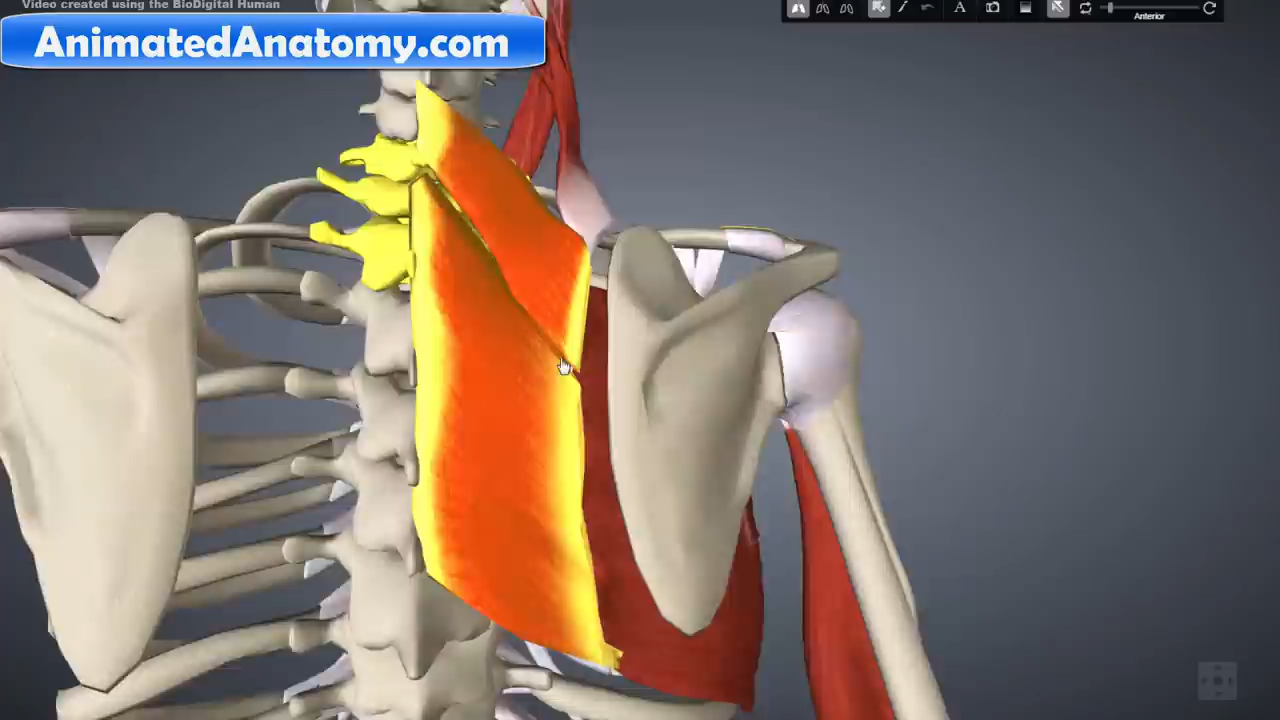 Video created using the BioDigital Human
AnimatedAnatomy.com
A
Anterior